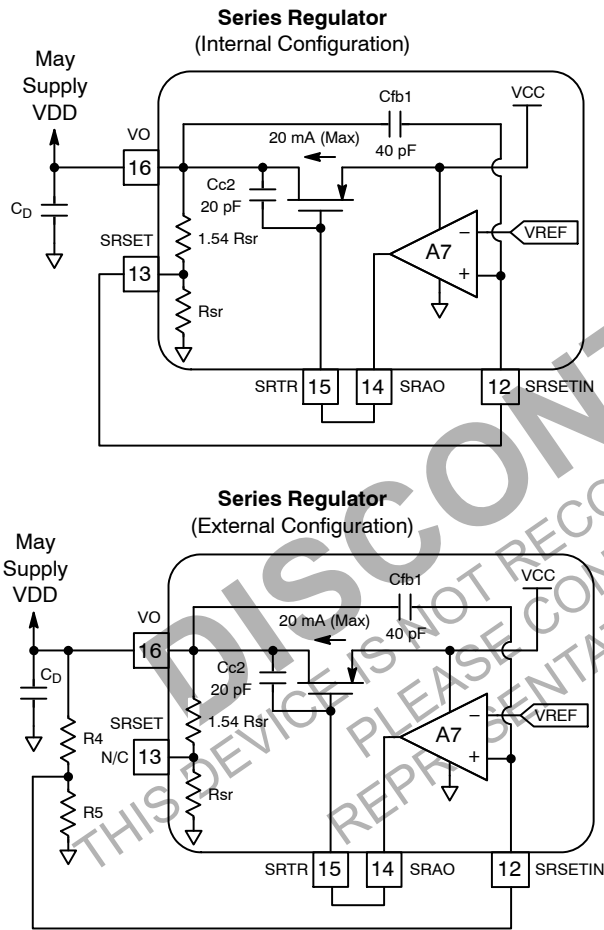 Series Regulator
(Internal Configuration)
May
Supply
VDD
VO
16
CD
SRSET
13
Cfb1
40 pF
VCC
20 mA (Max)
Cc2
20 pF
1.54 Rsr
Rsr
A7
−
+
VREF
SRTR
15
14
SRAO
12
SRSETIN
Series Regulator
(External Configuration)
May
Supply
VDD
VO
16
CD
R4
R5
SRSET
N/C
13
Cfb1
40 pF
VCC
20 mA (Max)
Cc2
20 pF
1.54 Rsr
Rsr
A7
−
+
VREF
SRTR
15
14
SRAO
12
SRSETIN
DISCONT
THIS DEVICE IS NOT RECO
PLEASE CON
REPRESENTAT